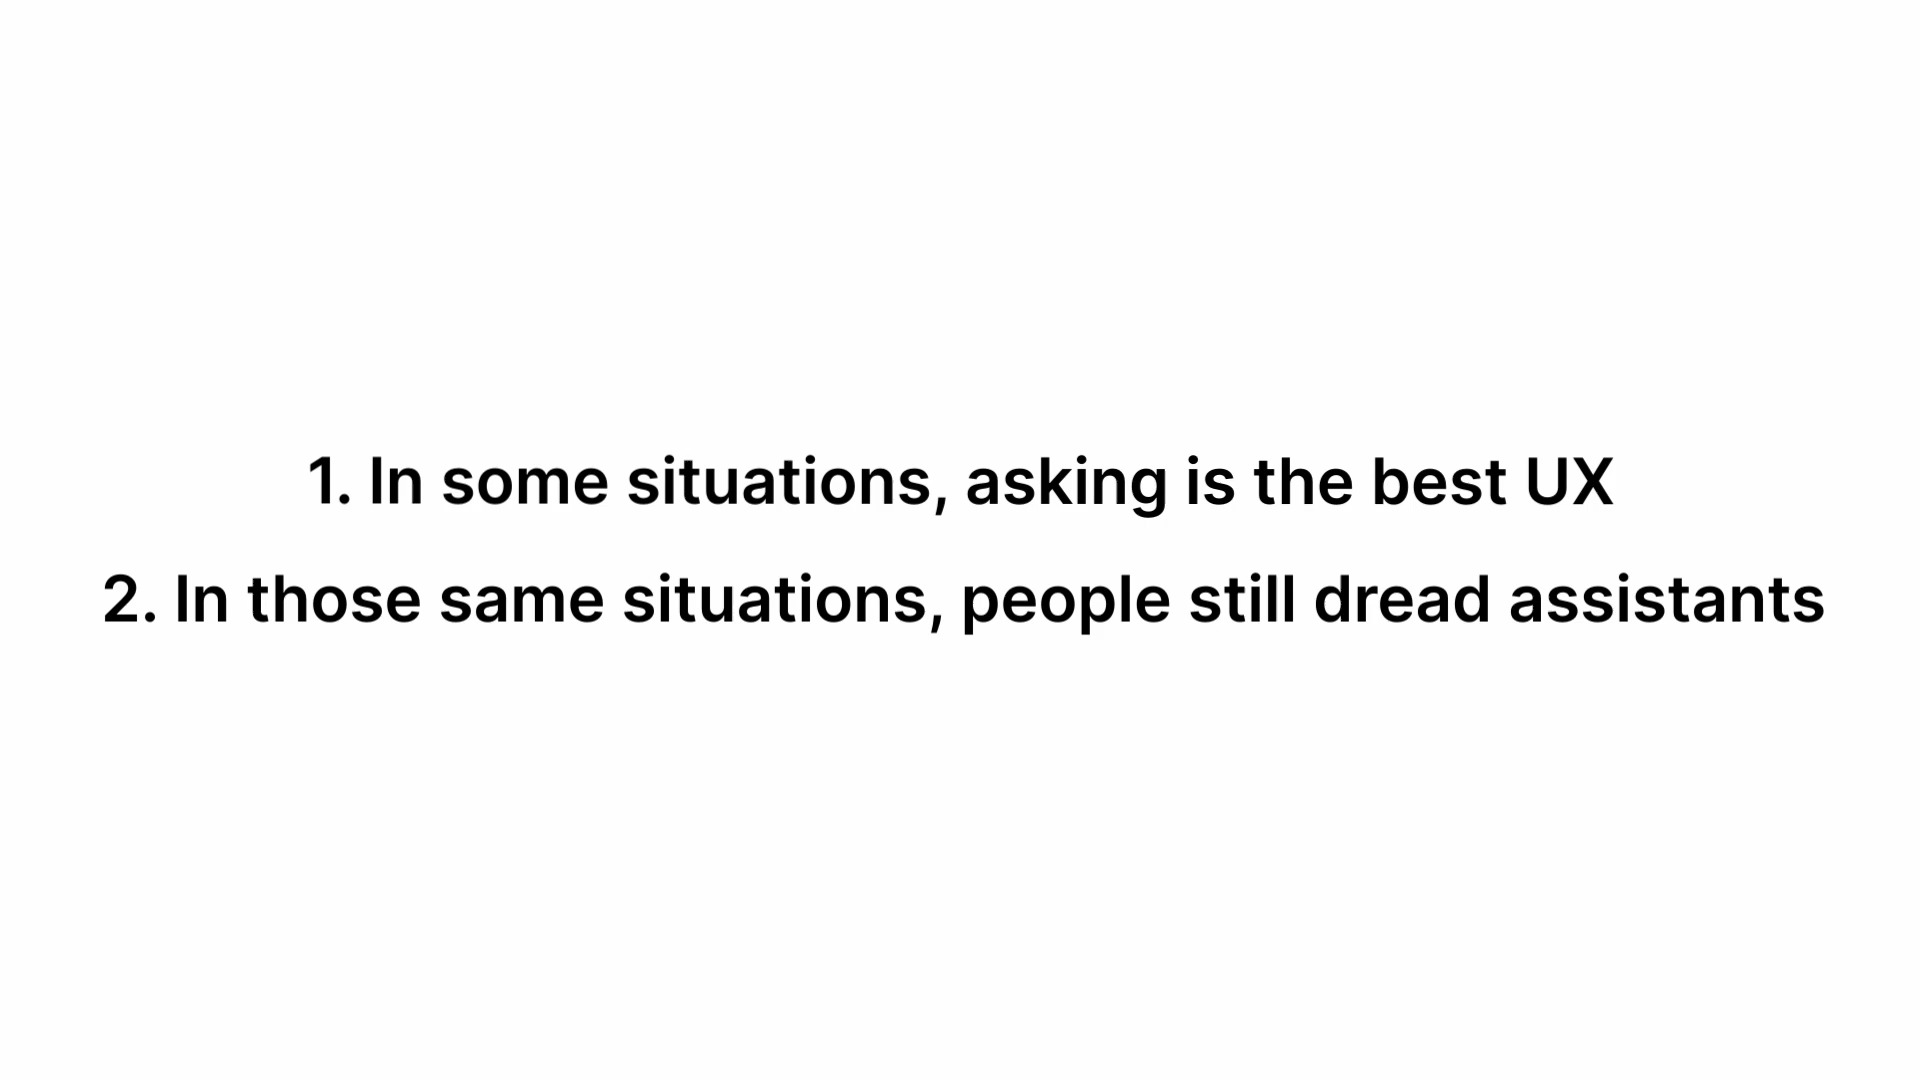 1. In some situations, asking is the best UX
2. In those same situations, people still dread assistants